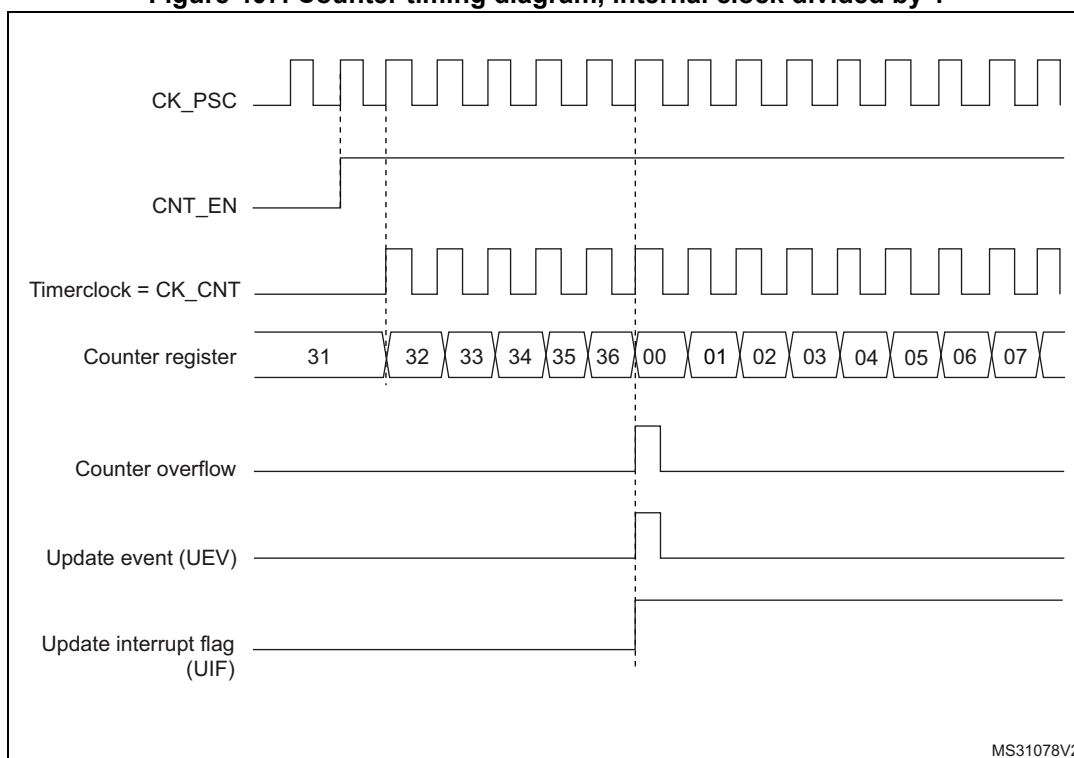 CK_PSC
CNT_EN
Timerclock = CK_CNT
Counter register 31 32 33 34 35 36 00 01 02 03 04 05 06 07
Counter overflow
Update event (UEV)
Update interrupt flag
(UIF)
MS31078V2